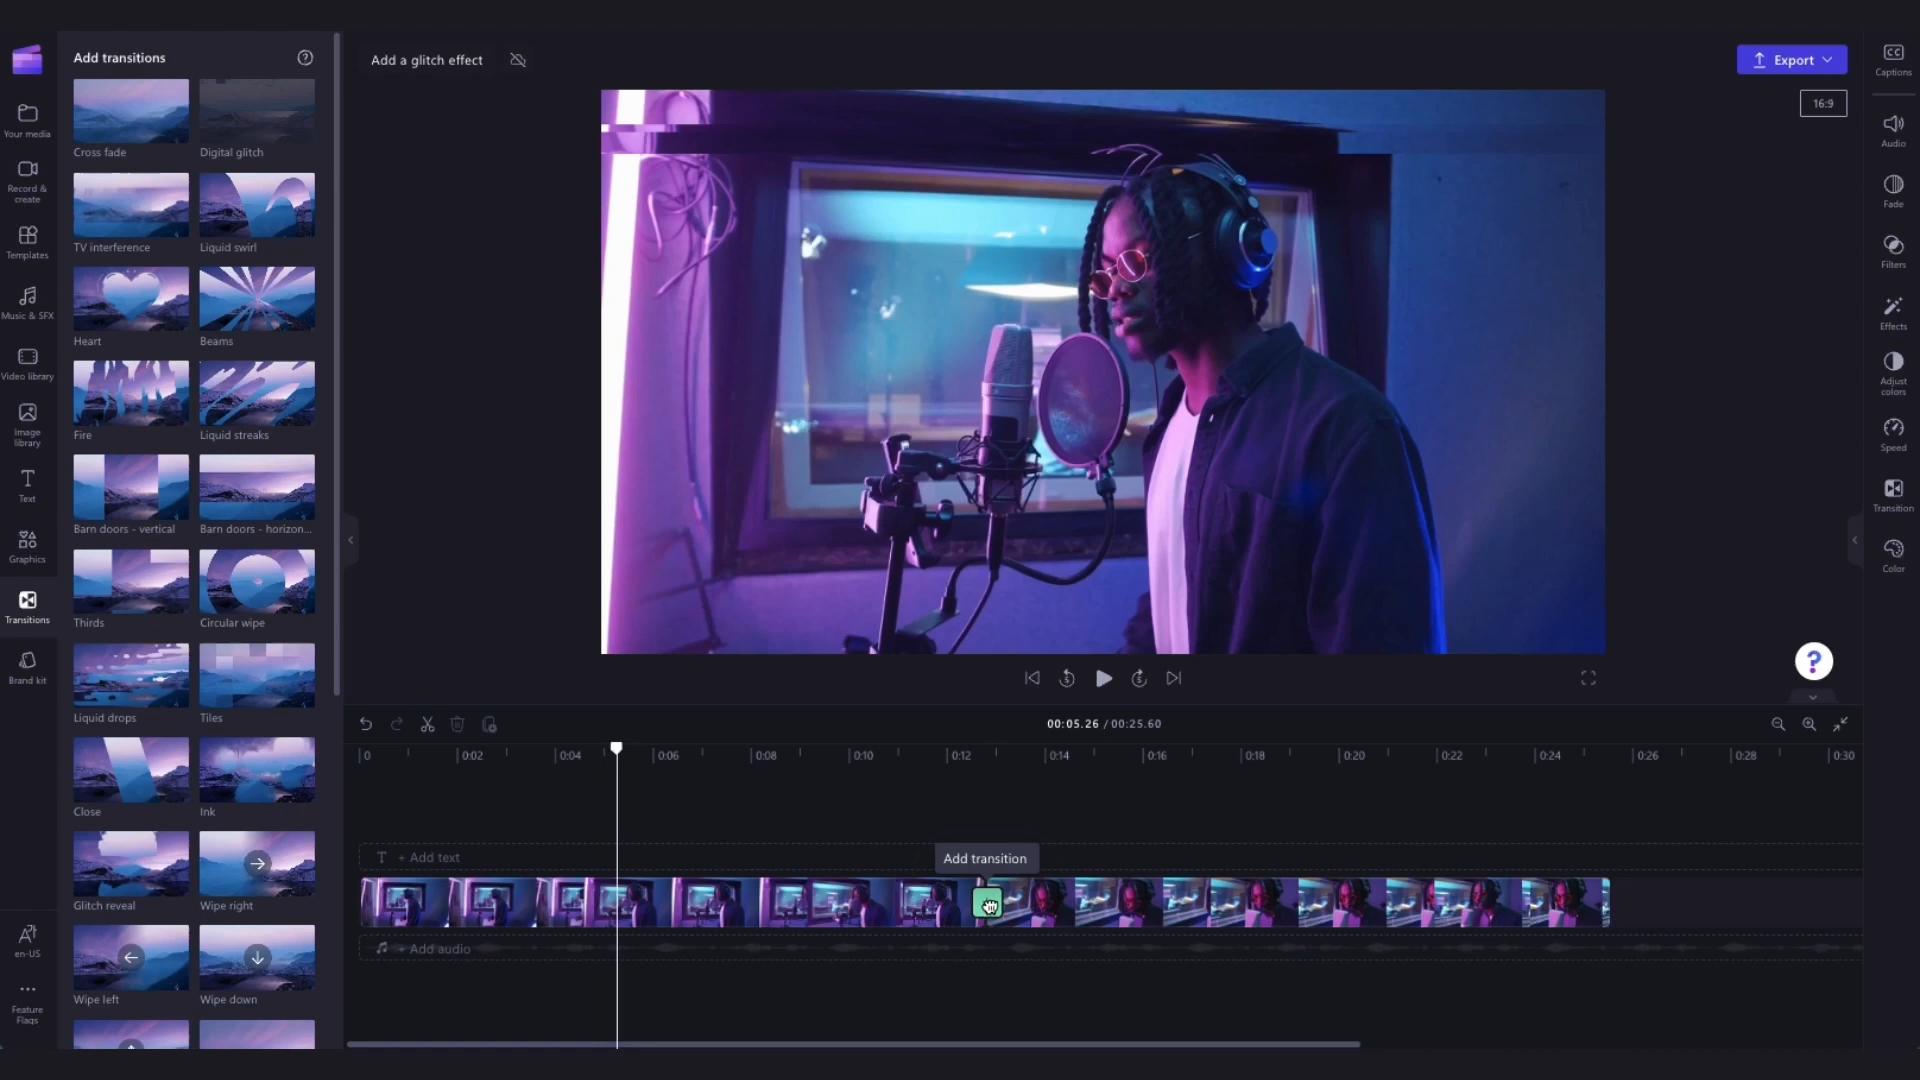 Add transitions
Cross fade
Digital glitch
TV interference
Liquid swirl
Heart
Beams
Fire
Liquid streaks
Barn doors - vertical
Barn doors - horizon...
Thirds
Circular wipe
Liquid drops
Tiles
Close
Ink
Glitch reveal
Wipe right
Wipe left
Wipe down
Your media
Record &
create
Templates
Music & SFX
Video library
Image
library
Text
Graphics
Transitions
Brand kit
en-US
Feature
Flags
Add a glitch effect
Export
16:9
CC
Captions
Audio
Fade
Filters
Effects
Adjust
colors
Speed
Transition
Color
?
5
5
00:05.26 / 00:25.60
0
0:02
0:04
0:06
0:08
0:10
0:12
0:14
0:16
0:18
0:20
0:22
0:24
0:26
0:28
0:30
T + Add text
Add transition
+ Add audio